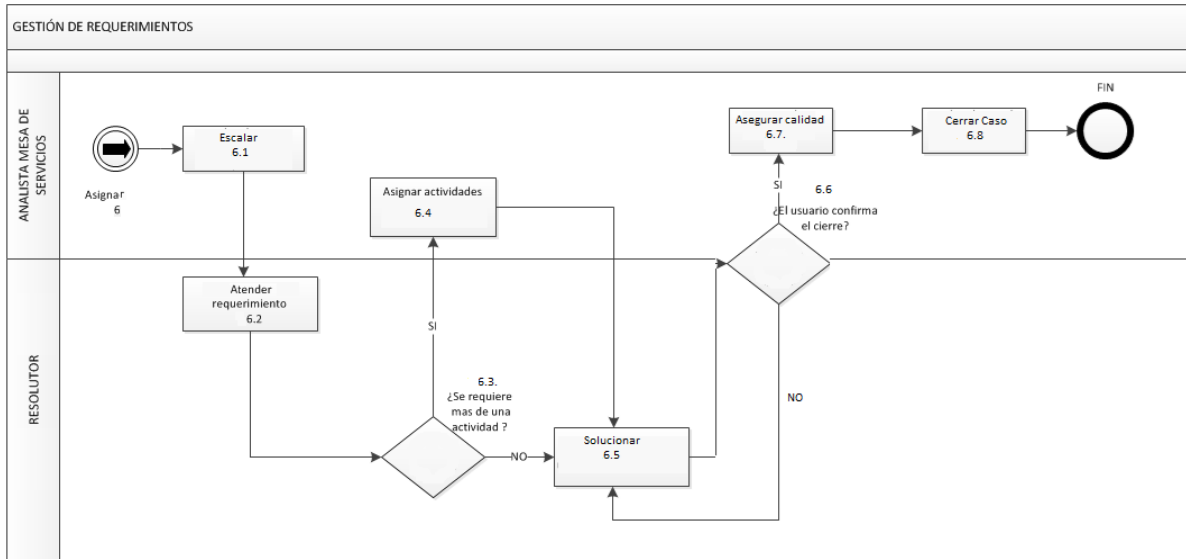 GESTIÓN DE REQUERIMIENTOS
ANALISTA MESA DE
SERVICIOS
Asignar
6
Escalar
6.1
Atender
requerimiento
6.2
6.3.
¿Se requiere
mas de una
actividad ?
SI
NO
Asignar actividades
6.4
Solucionar
6.5
6.6
¿El usuario confirma
el cierre?
SI
NO
Asegurar calidad
6.7.
Cerrar Caso
6.8
FIN
RESOLUTOR